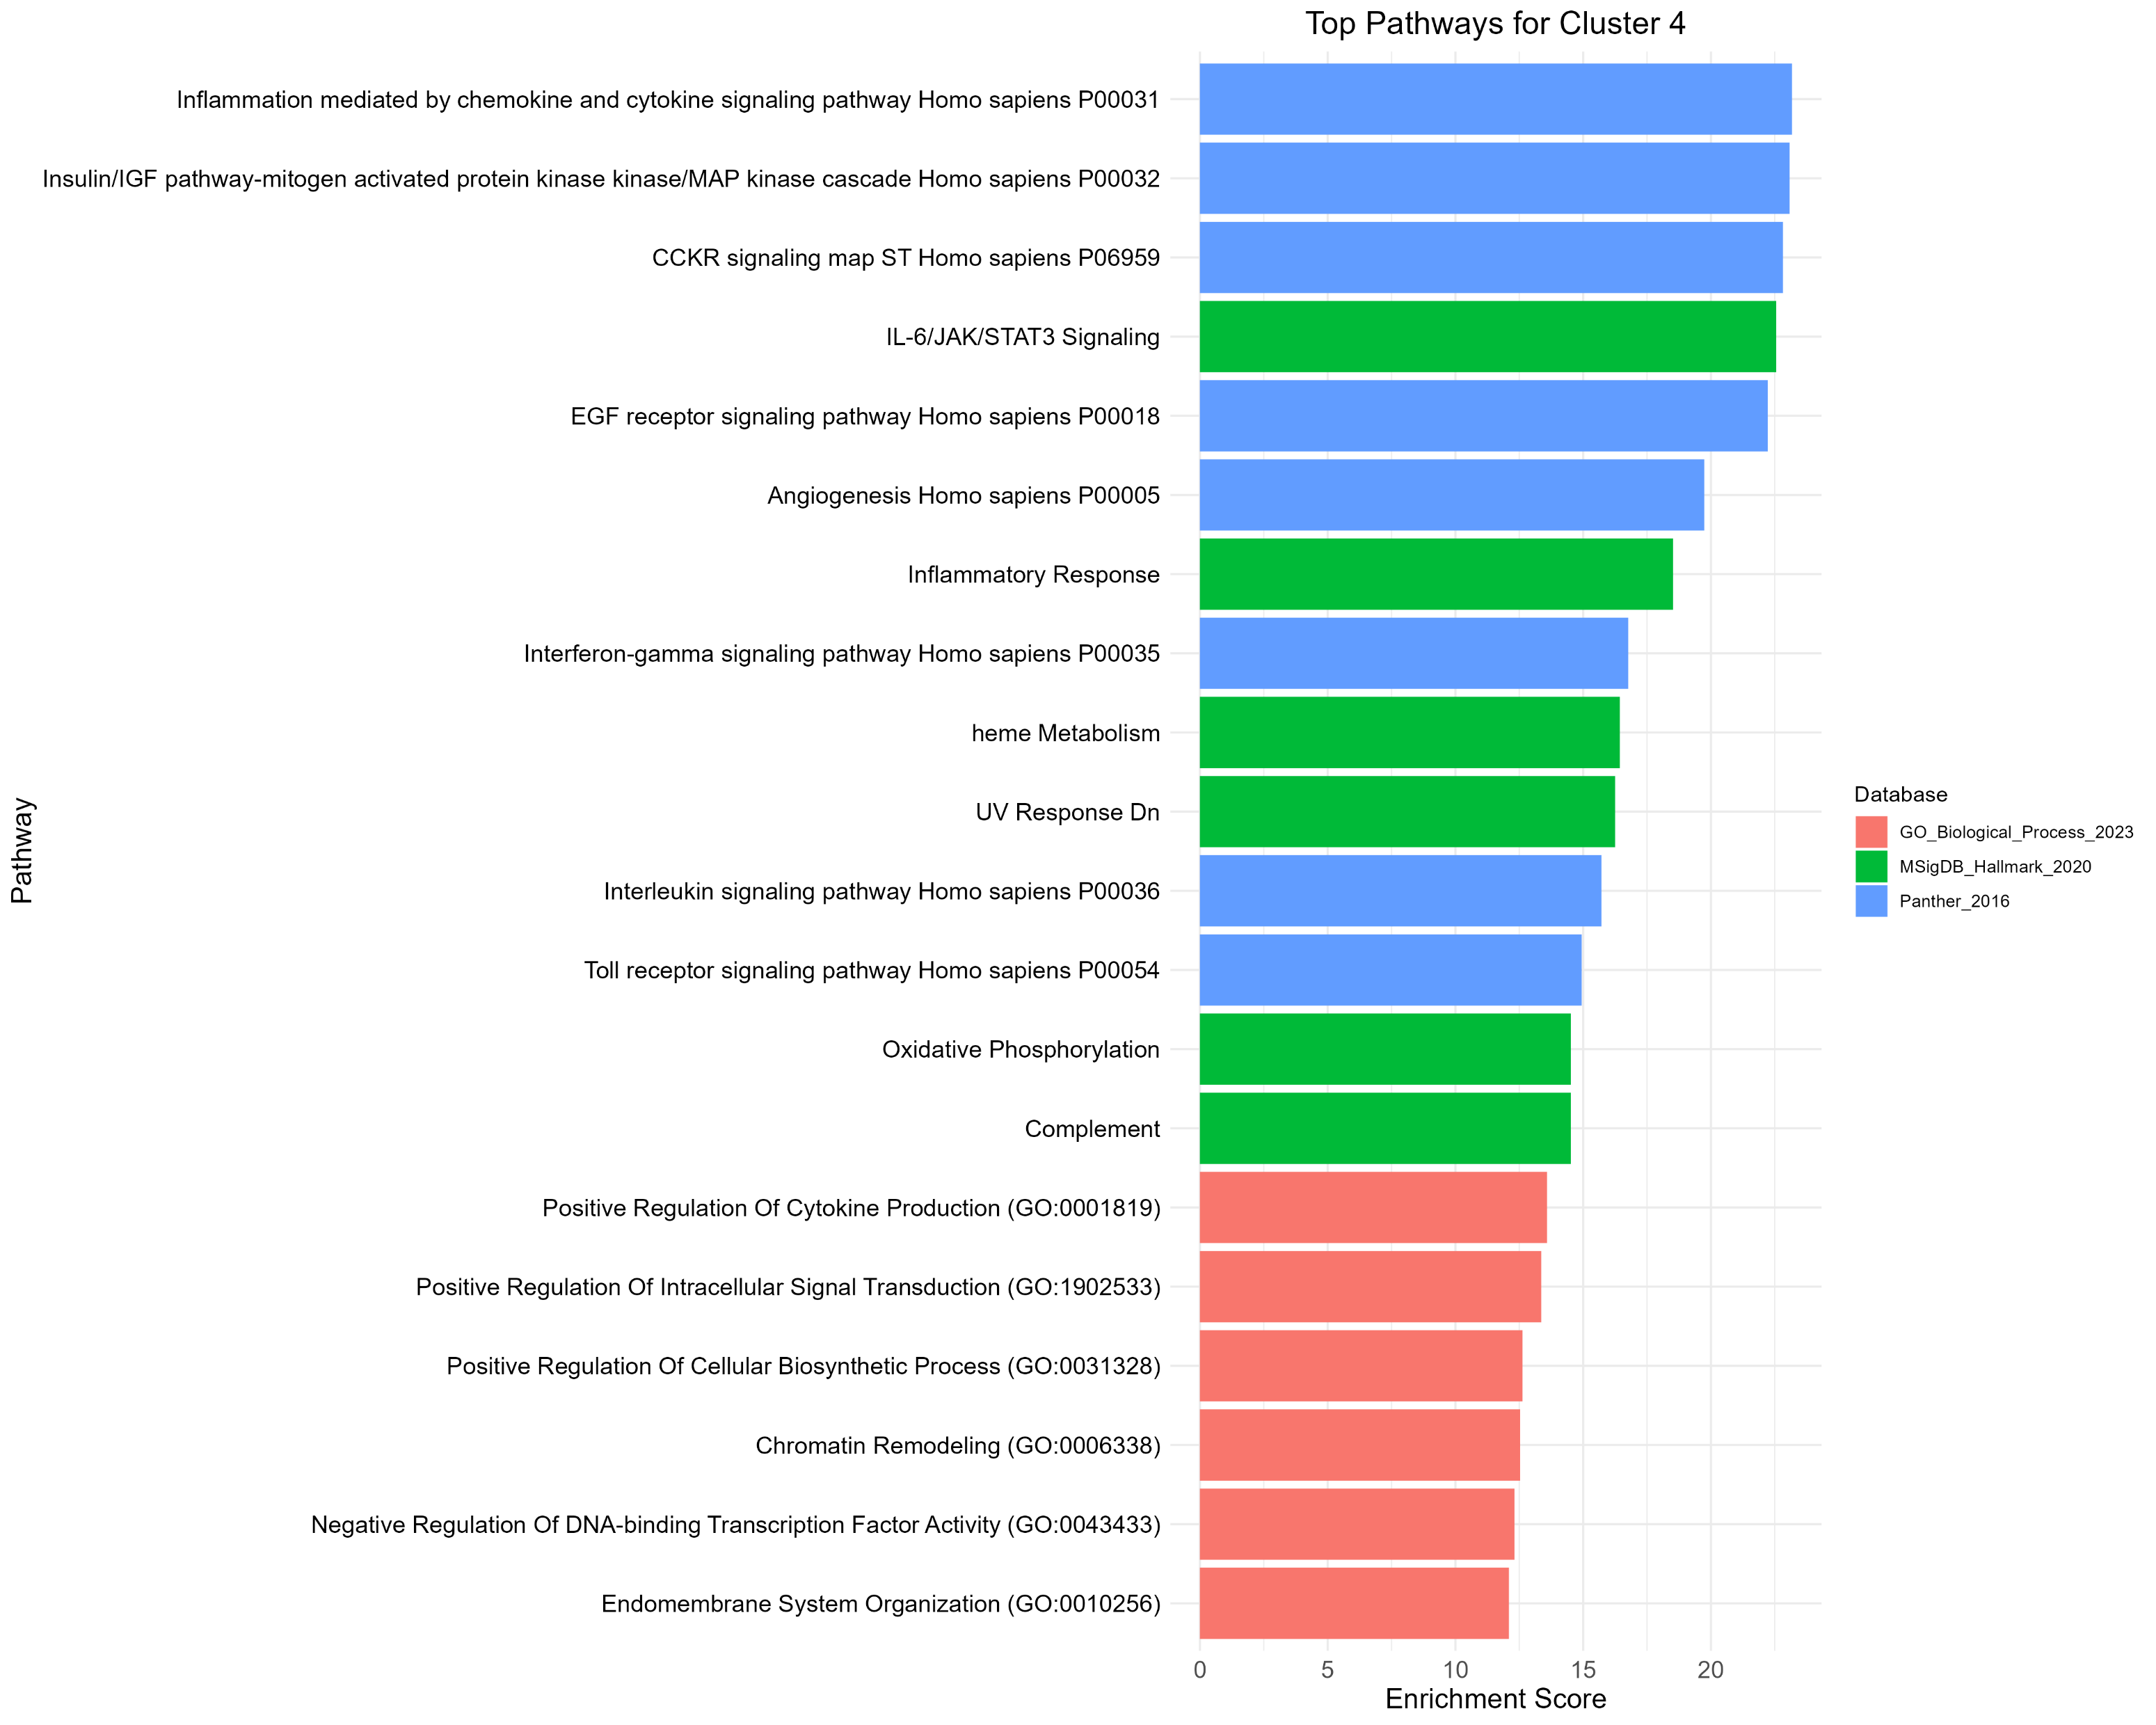 Top Pathways for Cluster 4
Inflammation mediated by chemokine and cytokine signaling pathway Homo sapiens P00031
Insulin/IGF pathway-mitogen activated protein kinase kinase/MAP kinase cascade Homo sapiens P00032
CCKR signaling map ST Homo sapiens P06959
IL-6/JAK/STAT3 Signaling
EGF receptor signaling pathway Homo sapiens P00018
Angiogenesis Homo sapiens P00005
Inflammatory Response
Interferon-gamma signaling pathway Homo sapiens P00035
heme Metabolism
UV Response Dn
Interleukin signaling pathway Homo sapiens P00036
Toll receptor signaling pathway Homo sapiens P00054
Oxidative Phosphorylation
Complement
Positive Regulation Of Cytokine Production (GO:0001819)
Positive Regulation Of Intracellular Signal Transduction (GO:1902533)
Positive Regulation Of Cellular Biosynthetic Process (GO:0031328)
Chromatin Remodeling (GO:0006338)
Negative Regulation Of DNA-binding Transcription Factor Activity (GO:0043433)
Endomembrane System Organization (GO:0010256)
Pathway
0 5 10 15 20
Enrichment Score
Database
GO_Biological_Process_2023
MSigDB_Hallmark_2020
Panther_2016